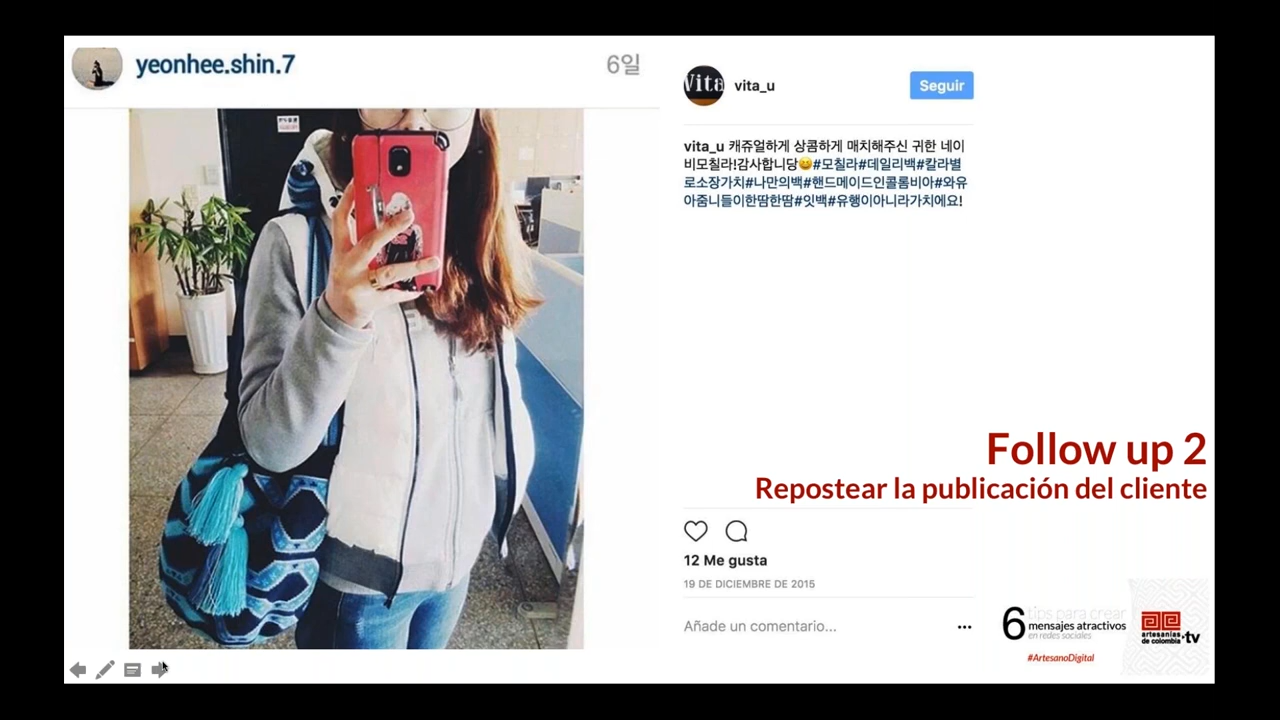 yeonhee.shin.7
6일
Vita
vita_u
Seguir
vita_u 캐쥬얼하게 상콤하게 매치해주신 귀한 네이
비모칠라!감사합니당😄#모칠라#데일리백#칼라별
로소장가치#나만의백#핸드메이드인콜롬비아#와유
아줌니들이한땀한땀#잇백#유행이아니라가치에요!
Follow up 2
Repostear la publicación del cliente
12 Me gusta
19 DE DICIEMBRE DE 2015
Añade un comentario...
6 tips para crear
mensajes atractivos
en redes sociales
#ArtesanoDigital
artesanías
de colombia
.tv